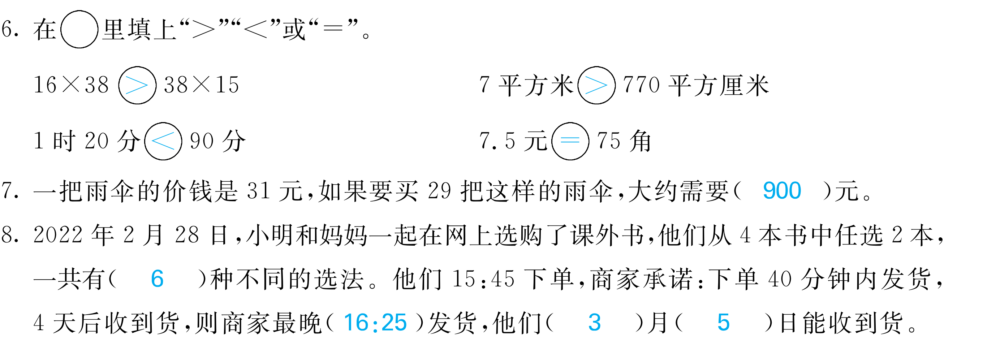 6. 在○里填上“＞”“＜”或“＝”。
16×38 ＞ 38×15 7 平方米 ＞ 770 平方厘米
1 时 20 分 ＜ 90 分 7.5 元 ＝ 75 角
7. 一把雨伞的价钱是 31 元,如果要买 29 把这样的雨伞,大约需要( 900 )元。
8. 2022 年 2 月 28 日,小明和妈妈一起在网上选购了课外书,他们从 4 本书中任选 2 本,
一共有( 6 )种不同的选法。他们 15:45 下单,商家承诺:下单 40 分钟内发货,
4 天后收到货,则商家最晚( 16:25 )发货,他们( 3 )月( 5 )日能收到货。